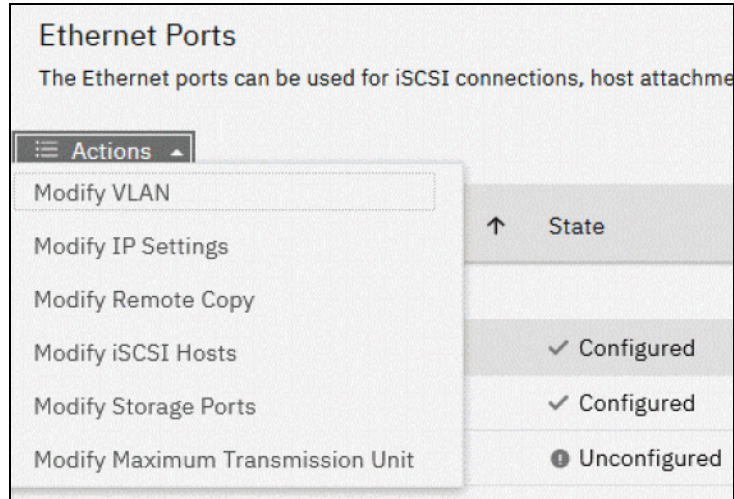 Ethernet Ports
The Ethernet ports can be used for iSCSI connections, host attachme
Actions
Modify VLAN
Modify IP Settings
State
Modify Remote Copy
Modify iSCSI Hosts
Configured
Modify Storage Ports
Configured
Modify Maximum Transmission Unit
Unconfigured